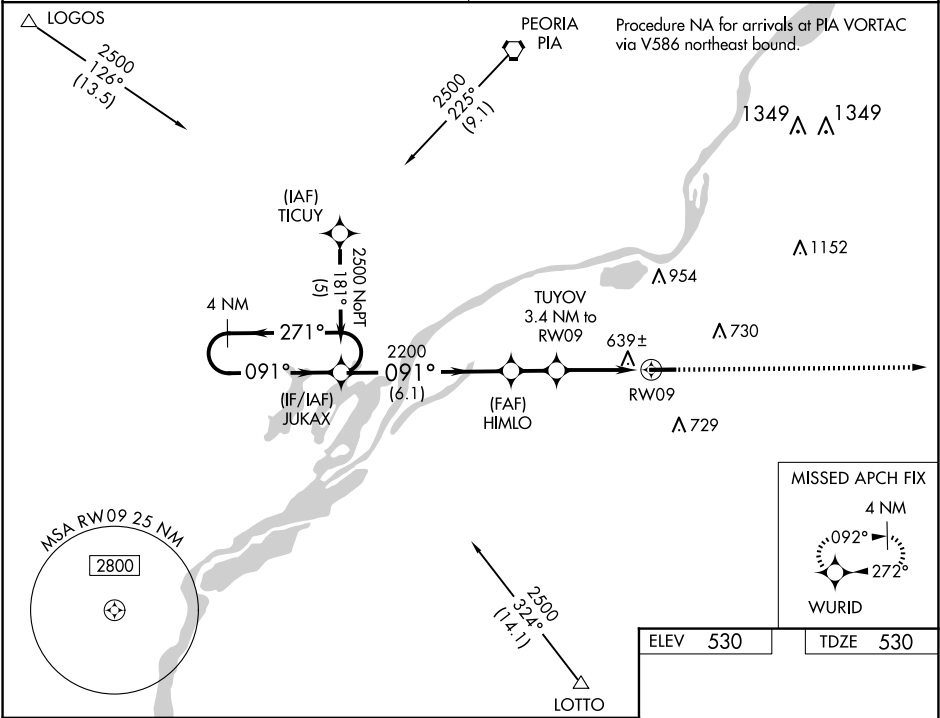 LOGOS
2500
126°
(13.5)
PEORIA
PIA
2500
225°
(9.1)
Procedure NA for arrivals at PIA VORTAC
via V586 northeast bound.
1349
1349
(IAF)
TICUY
2500 NoPT
181°
(5)
1152
954
4 NM
271°
TUYOV
3.4 NM to
RW09
730
639±
091°
2200
091°
(6.1)
(IF/IAF)
JUKAX
(FAF)
HIMLO
RW09
729
MISSED APCH FIX
4 NM
092°
272°
WURID
MSA RW09 25 NM
2800
2500
324°
(14.1)
LOTTO
ELEV 530
TDZE 530